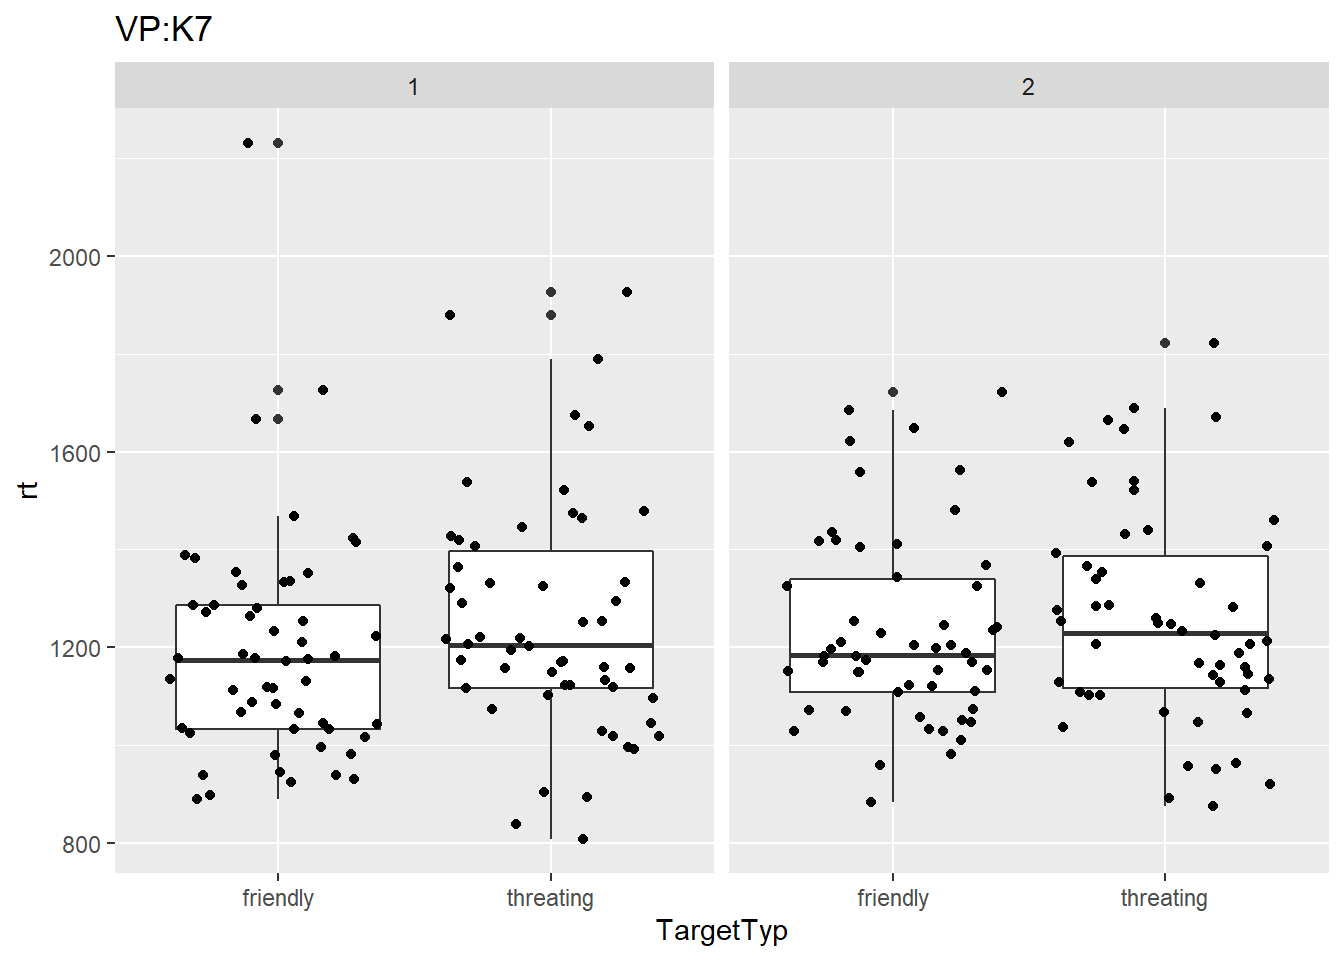 VP:K7
1 2
2000
1600
1200
800
rt
friendly threating friendly threating
TargetTyp